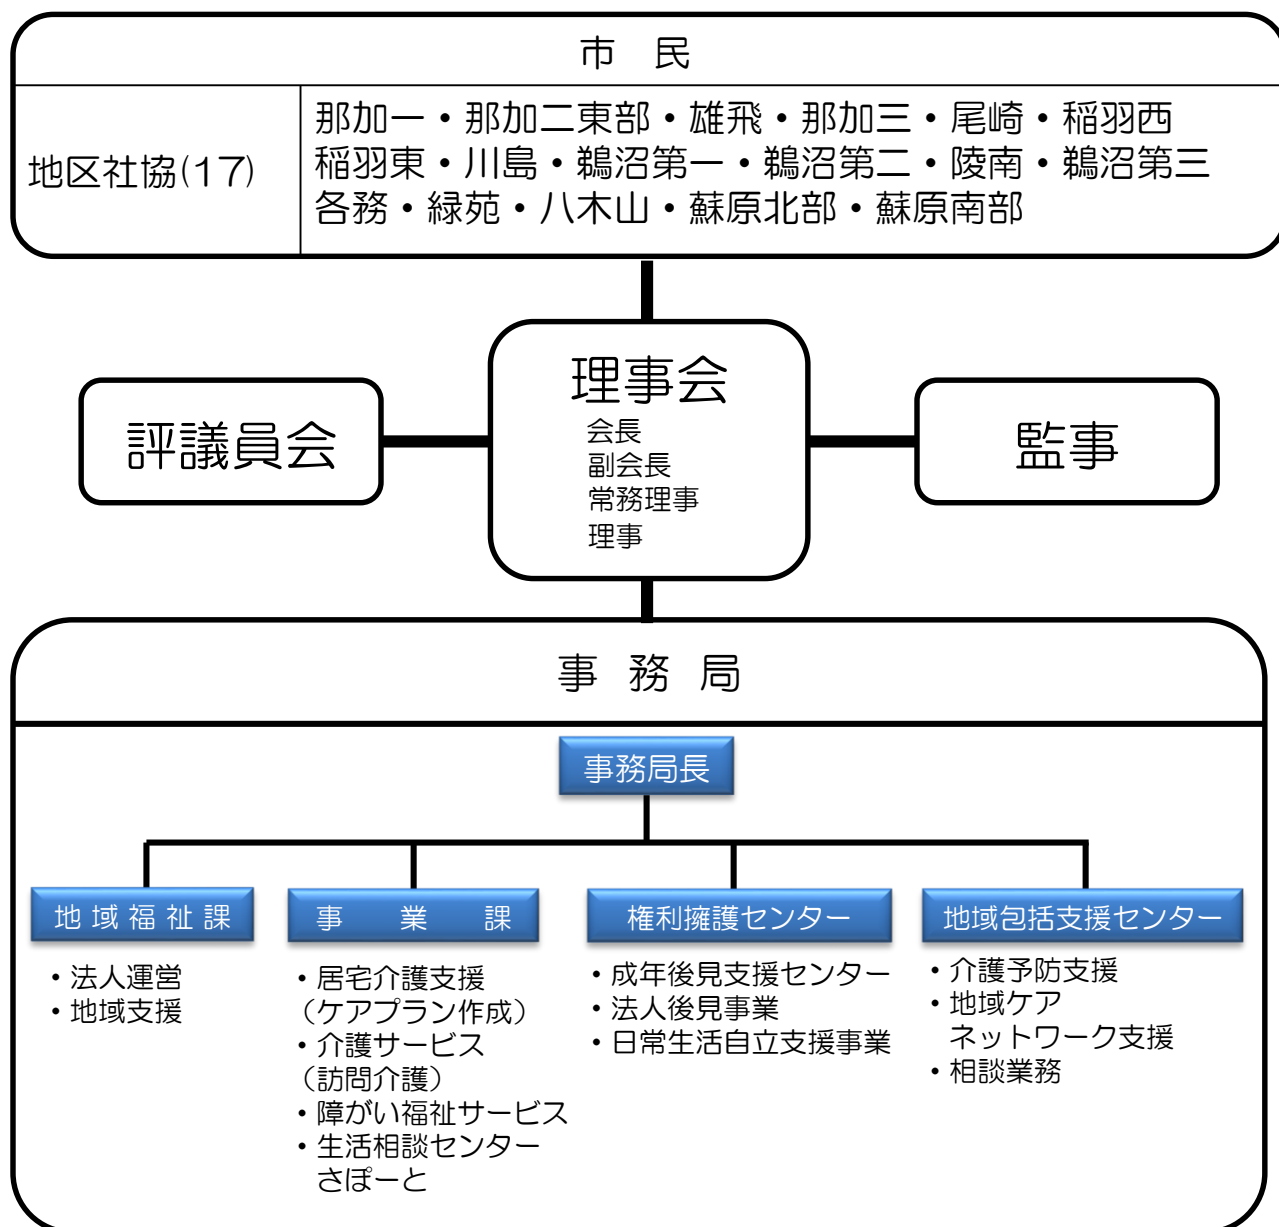 市 民
地区社協(17)
那加一・那加二東部・雄飛・那加三・尾崎・稲羽西
稲羽東・川島・鵜沼第一・鵜沼第二・陵南・鵜沼第三
各務・緑苑・八木山・蘇原北部・蘇原南部
理事会
会長
副会長
常務理事
理事
評議員会
監事
事 務 局
事務局長
地 域 福 祉 課
・法人運営
・地域支援
事 業 課
・居宅介護支援
（ケアプラン作成）
・介護サービス
（訪問介護）
・障がい福祉サービス
・生活相談センター
さぽーと
権利擁護センター
・成年後見支援センター
・法人後見事業
・日常生活自立支援事業
地域包括支援センター
・介護予防支援
・地域ケア
ネットワーク支援
・相談業務